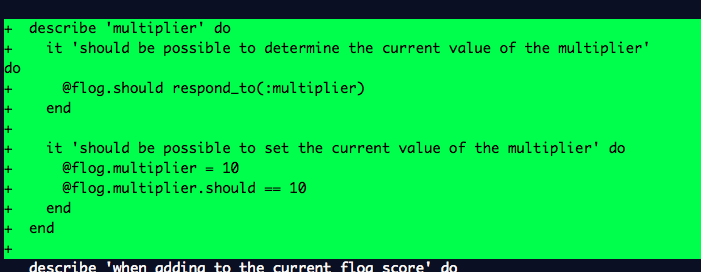 +  describe 'multiplier' do
+    it 'should be possible to determine the current value of the multiplier'
do
+      @flog.should respond_to(:multiplier)
+    end
+
+    it 'should be possible to set the current value of the multiplier' do
+      @flog.multiplier = 10
+      @flog.multiplier.should == 10
+    end
+  end
+
   describe 'when adding to the current flog score' do